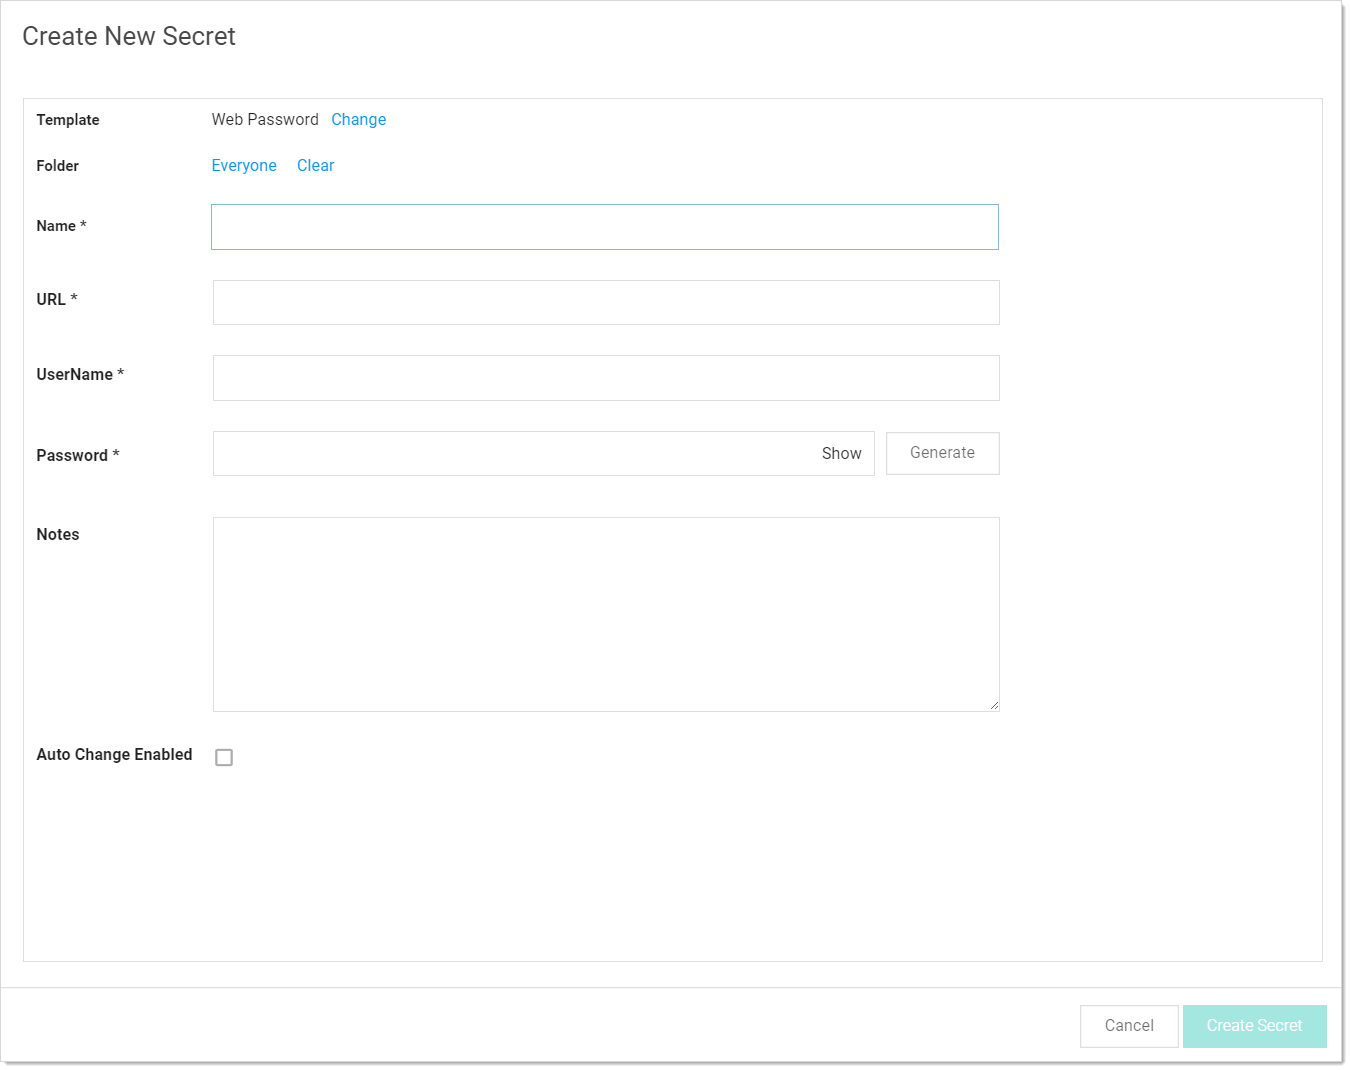 Create New Secret
Template Web Password Change
Folder Everyone Clear
Name *
URL *
UserName *
Password * Show Generate
Notes
Auto Change Enabled
Cancel Create Secret